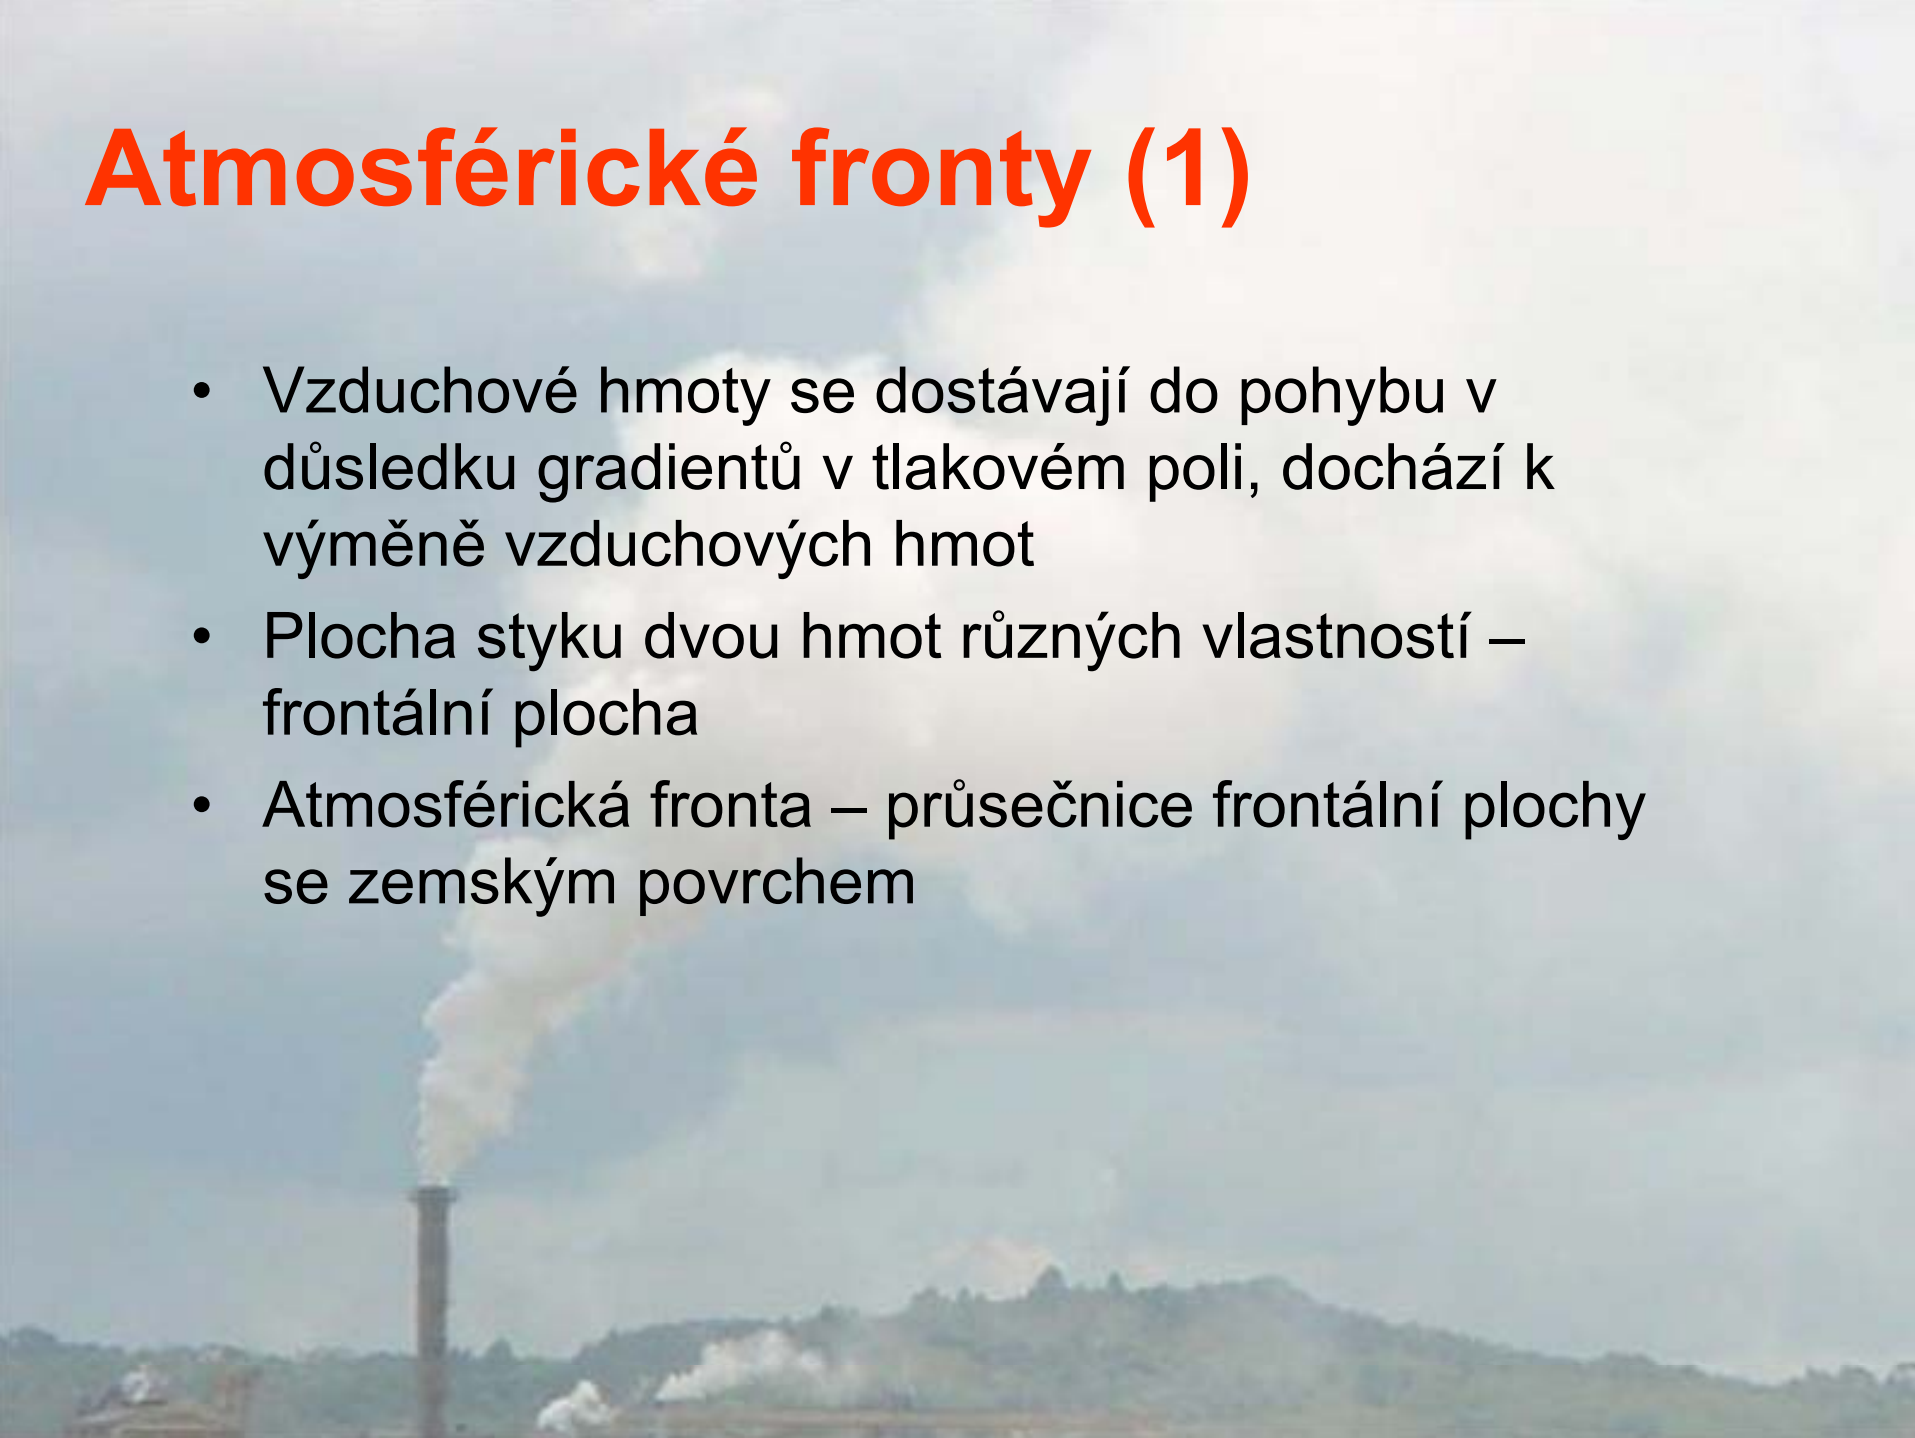 Atmosférické fronty (1)
• Vzduchové hmoty se dostávají do pohybu v
důsledku gradientů v tlakovém poli, dochází k
výměně vzduchových hmot
• Plocha styku dvou hmot různých vlastností –
frontální plocha
• Atmosférická fronta – průsečnice frontální plochy
se zemským povrchem